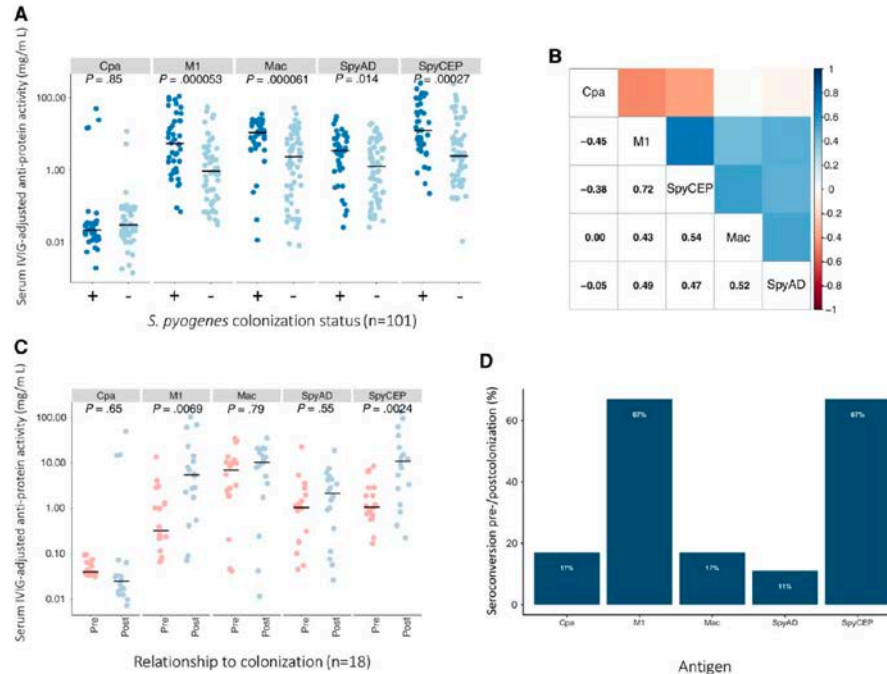 A
Serum IVIG-adjusted anti-protein activity (mg/m L)
Cpa M1 Mac SpyAD SpyCEP
P = .85 P = .000053 P = .000061 P = .014 P = .00027
100.00
1.00
0.01
+ - + - + - + - + -
S. pyogenes colonization status (n=101)
B
Cpa
-0.45 M1
-0.38 0.72 SpyCEP
0.00 0.43 0.54 Mac
-0.05 0.49 0.47 0.52 SpyAD
1
0.8
0.6
0.4
0.2
0
-0.2
-0.4
-0.6
-0.8
-1
C
Serum IVIG-adjusted anti-protein activity (mg/m L)
Cpa M1 Mac SpyAD SpyCEP
P = .65 P = .0069 P = .79 P = .55 P = .0024
100.00
10.00
1.00
0.10
0.01
Pre Post Pre Post Pre Post Pre Post Pre Post
Relationship to colonization (n=18)
D
Seroconversion pre-/postcolonization (%)
60
40
20
0
17% 67% 17% 11% 67%
Cpa M1 Mac SpyAD SpyCEP
Antigen